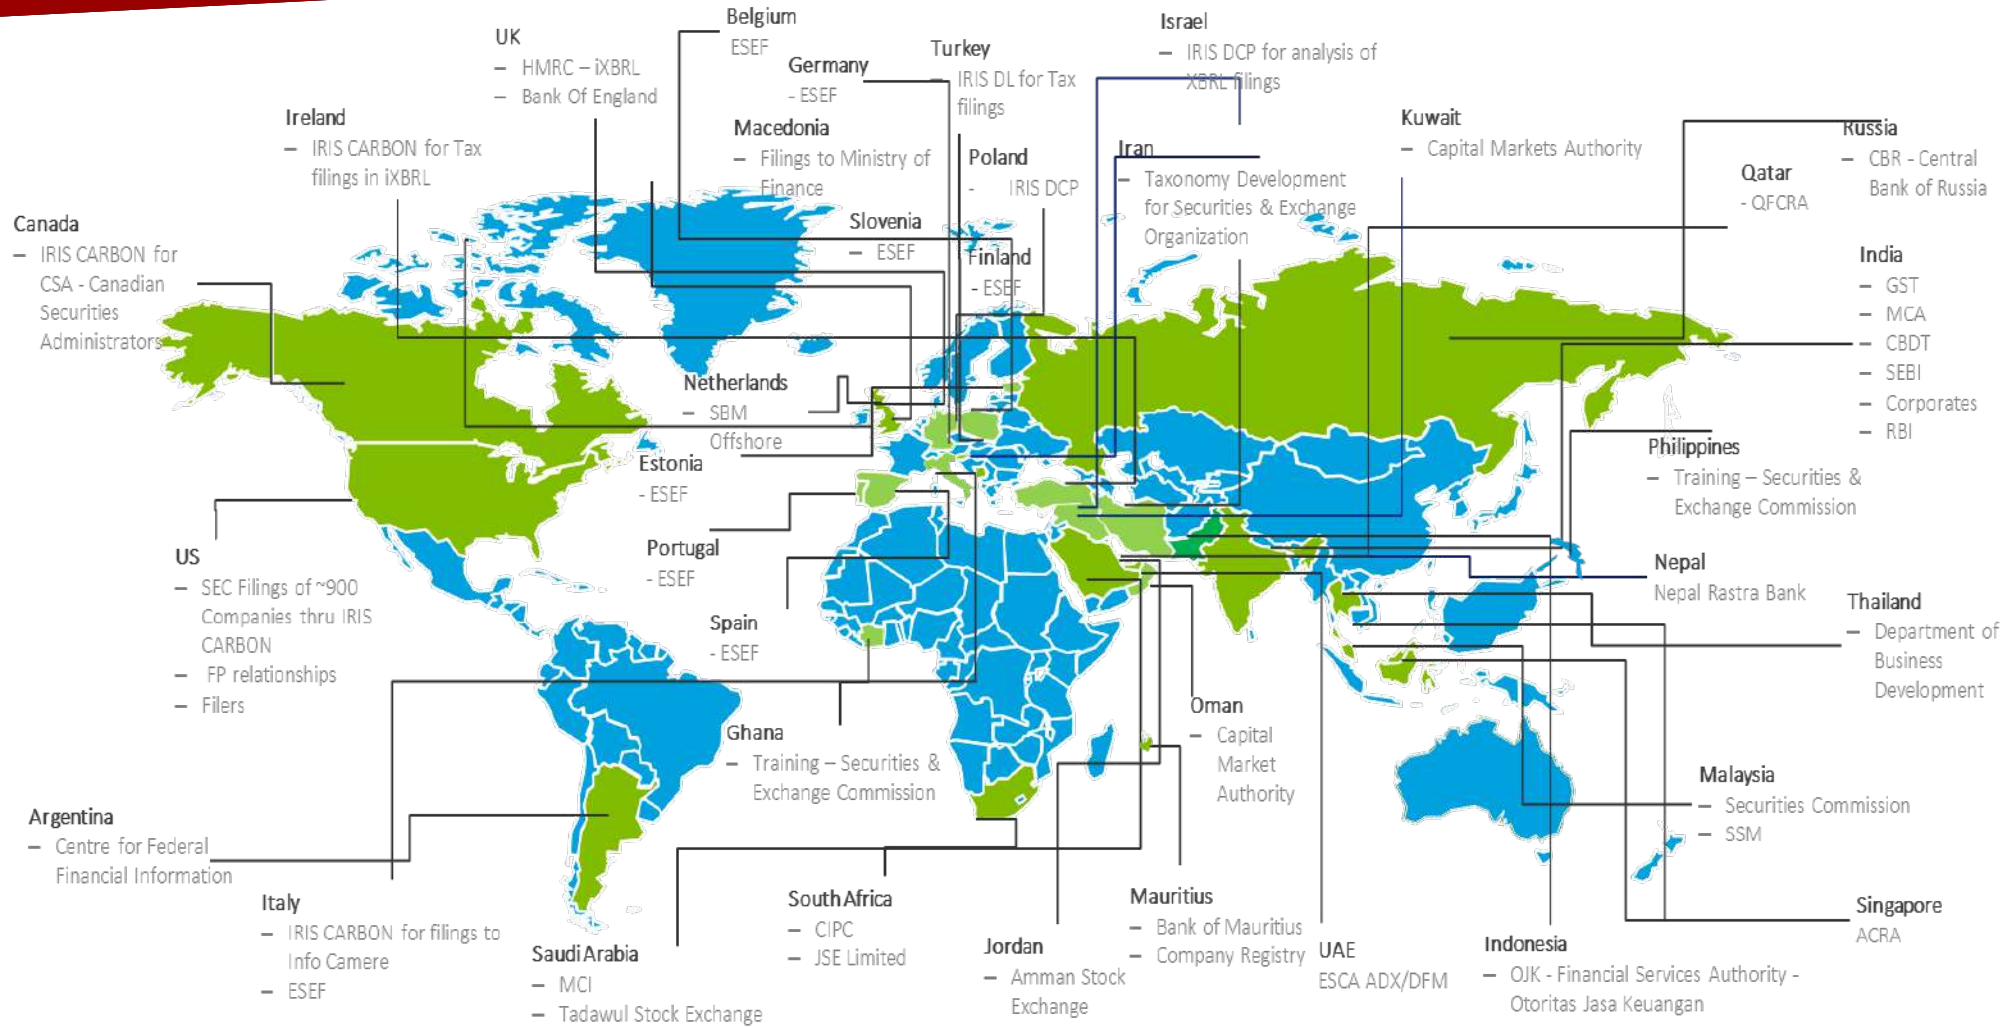 Belgium
ESEF
UK
– HMRC – iXBRL
– Bank Of England
Germany
- ESEF
Turkey
– IRIS DL for Tax
filings
Israel
– IRIS DCP for analysis of
XBRL filings
Ireland
– IRIS CARBON for Tax
filings in iXBRL
Macedonia
– Filings to Ministry of
Finance
Poland
- IRIS DCP
Iran
– Taxonomy Development
for Securities & Exchange
Organization
Kuwait
– Capital Markets Authority
Russia
– CBR - Central
Bank of Russia
Qatar
- QFCRA
Canada
– IRIS CARBON for
CSA - Canadian
Securities
Administrators
Slovenia
– ESEF
Finland
- ESEF
India
– GST
– MCA
– CBDT
– SEBI
– Corporates
– RBI
Netherlands
– SBM
Offshore
Estonia
- ESEF
Philippines
– Training – Securities &
Exchange Commission
Portugal
- ESEF
US
– SEC Filings of ~900
Companies thru IRIS
CARBON
– FP relationships
– Filers
Nepal
Nepal Rastra Bank
Spain
- ESEF
Thailand
– Department of
Business
Development
Ghana
– Training – Securities &
Exchange Commission
Oman
– Capital
Market
Authority
Malaysia
– Securities Commission
– SSM
Argentina
– Centre for Federal
Financial Information
Italy
– IRIS CARBON for filings to
Info Camere
– ESEF
Saudi Arabia
– MCI
– Tadawul Stock Exchange
South Africa
– CIPC
– JSE Limited
Jordan
– Amman Stock
Exchange
Mauritius
– Bank of Mauritius
– Company Registry
UAE
ESCA ADX/DFM
Indonesia
– OJK - Financial Services Authority -
Otoritas Jasa Keuangan
Singapore
ACRA